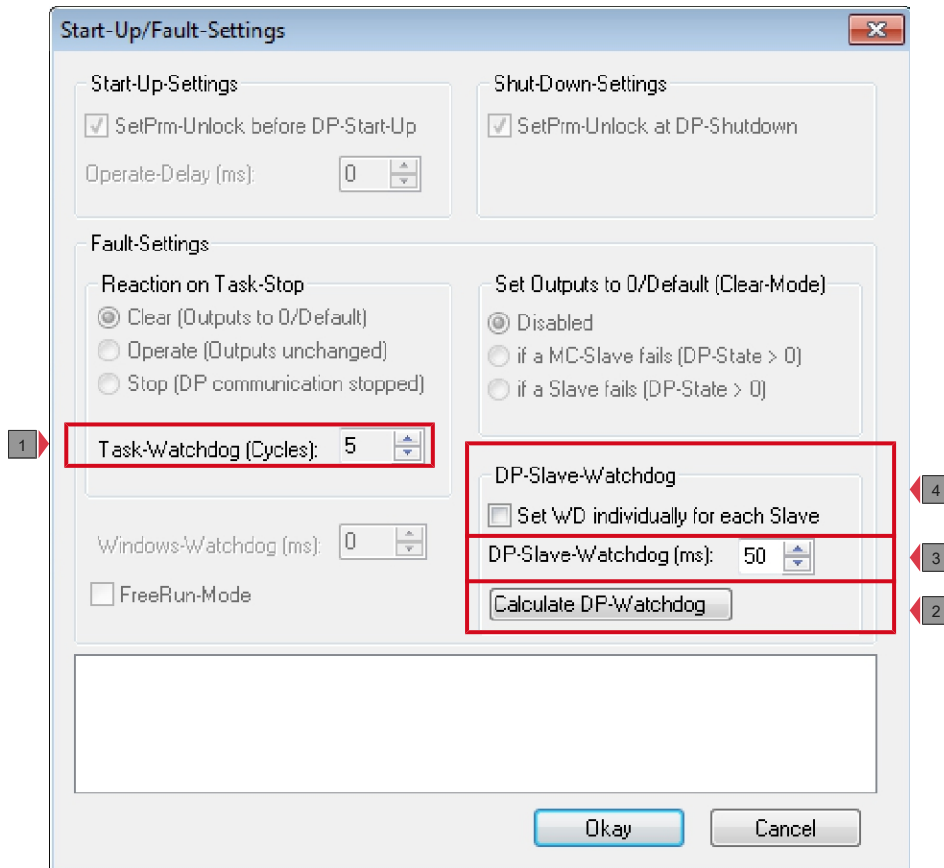 Start-Up/Fault-Settings
Start-Up-Settings
SetPrm-Unlock before DP-Start-Up
Operate-Delay (ms):
0
Shut-Down-Settings
SetPrm-Unlock at DP-Shutdown
Fault-Settings
Reaction on Task-Stop
Clear (Outputs to 0/Default)
Operate (Outputs unchanged)
Stop (DP communication stopped)
1
Task-Watchdog (Cycles):
5
Set Outputs to 0/Default (Clear-Mode)
Disabled
if a MC-Slave fails (DP-State > 0)
if a Slave fails (DP-State > 0)
Windows-Watchdog (ms):
0
FreeRun-Mode
DP-Slave-Watchdog
Set WD individually for each Slave
4
DP-Slave-Watchdog (ms):
50
3
Calculate DP-Watchdog
2
Okay
Cancel